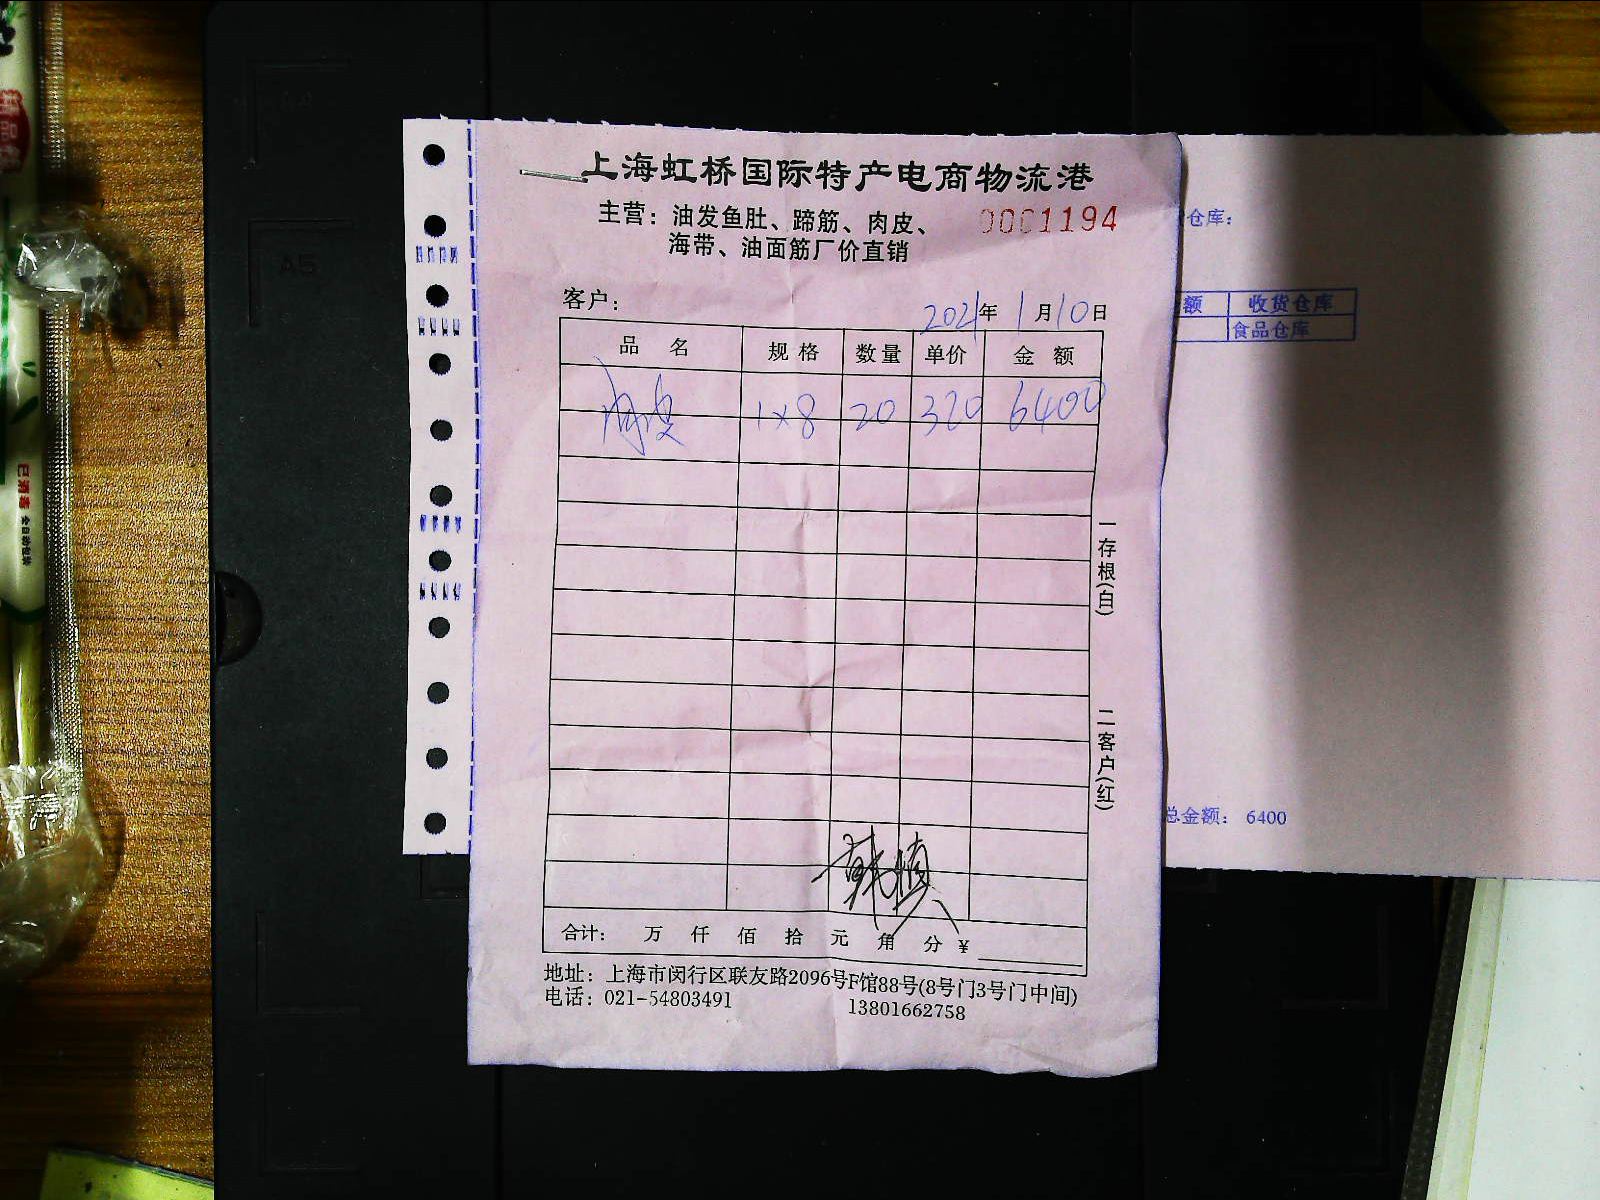 上海虹桥国际特产电商物流港
主营：油发鱼肚、蹄筋、肉皮、
海带、油面筋厂价直销
0001194
客户：
2021年1月10日
品名 规格 数量 单价 金额
肉皮 1×8 20 320 6400
合计： 万 仟 佰 拾 元 角 分 ¥
地址：上海市闵行区联友路2096号F馆88号(8号门3号门中间)
电话：021-54803491 13801662758
一存根(白)
二客户(红)
仓库：
额 收货仓库
食品仓库
总金额： 6400
A5
已消毒